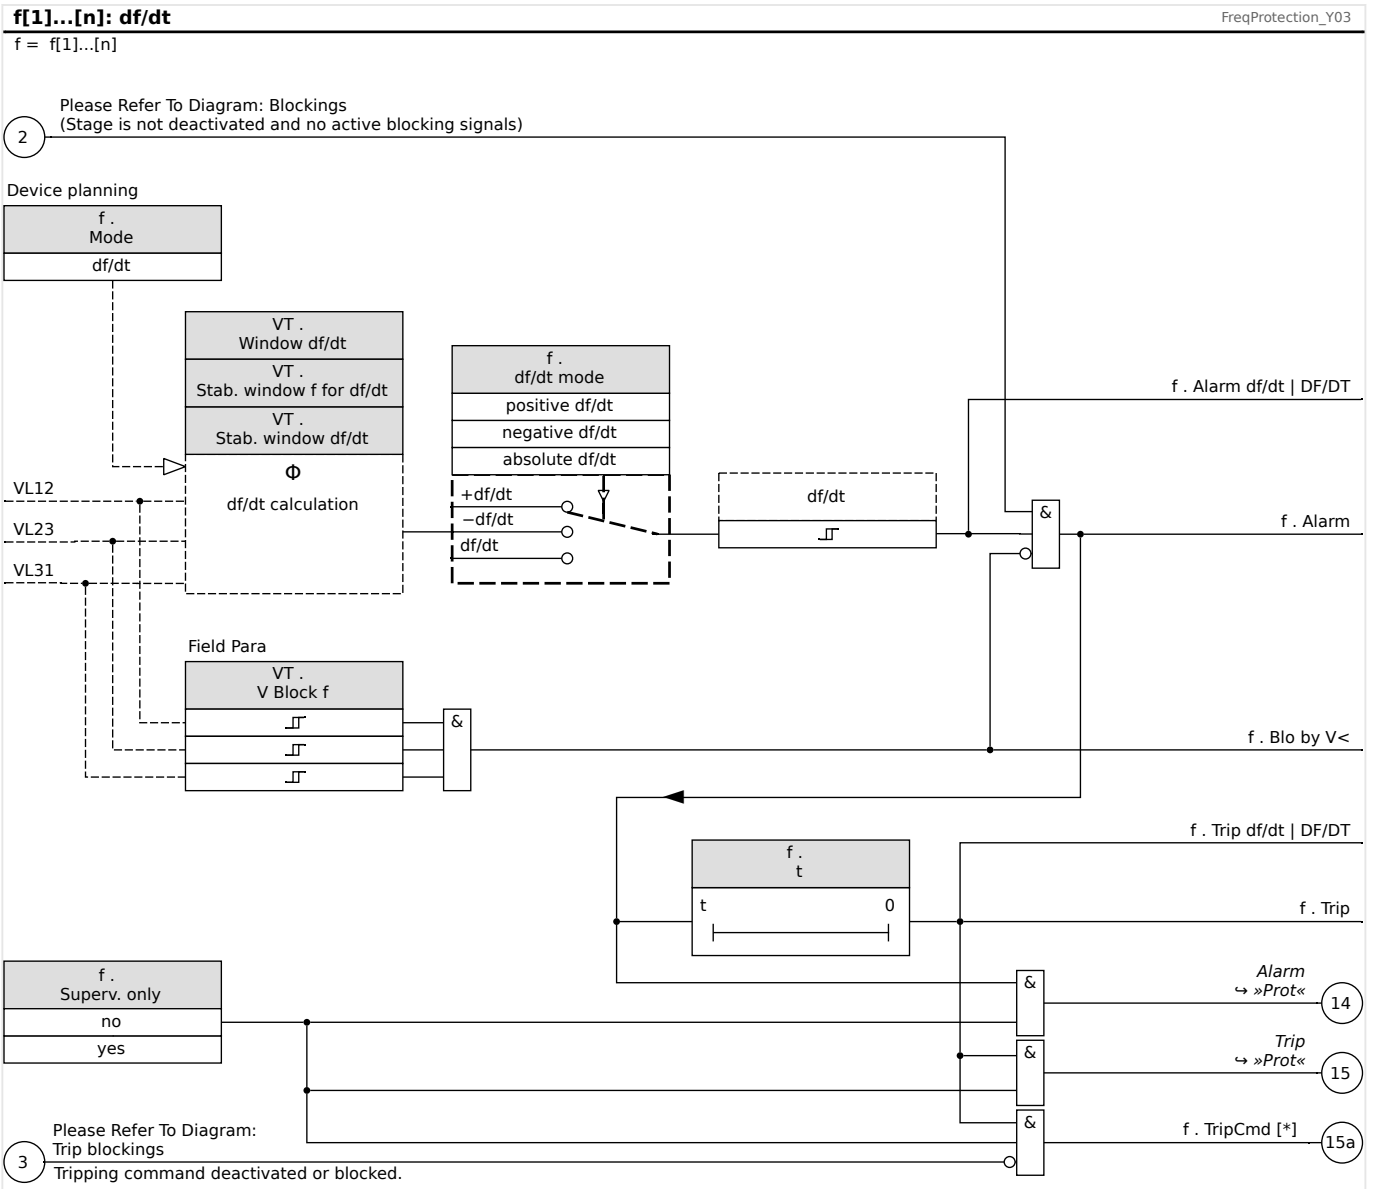 f[1]...[n]: df/dt
FreqProtection_Y03
f = f[1]...[n]
Please Refer To Diagram: Blockings
(Stage is not deactivated and no active blocking signals)
2
Device planning
f .
Mode
df/dt
VT .
Window df/dt
VT .
Stab. window f for df/dt
VT .
Stab. window df/dt
Φ
df/dt calculation
VL12
VL23
VL31
f .
df/dt mode
positive df/dt
negative df/dt
absolute df/dt
+df/dt
−df/dt
df/dt
df/dt
&
f . Alarm df/dt | DF/DT
f . Alarm
Field Para
VT .
V Block f
&
f . Blo by V<
f . Trip df/dt | DF/DT
f .
t
t 0
f . Trip
f .
Superv. only
no
yes
&
Alarm
↪ »Prot«
14
&
Trip
↪ »Prot«
15
&
f . TripCmd [*]
15a
Please Refer To Diagram:
Trip blockings
3
Tripping command deactivated or blocked.